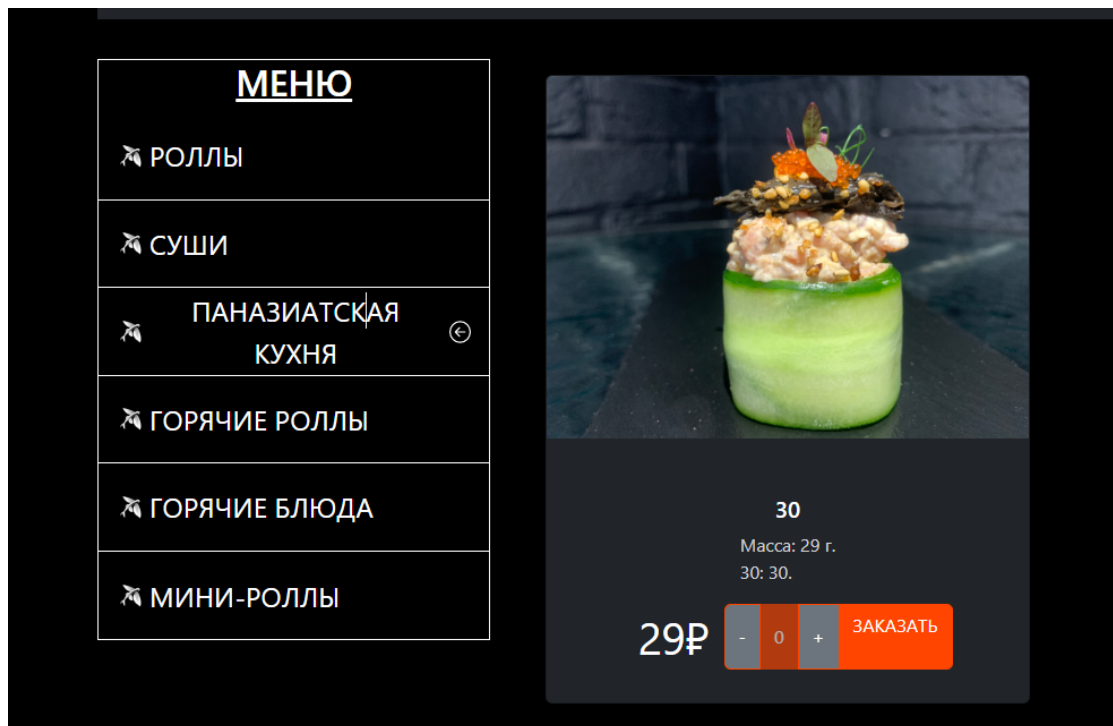 МЕНЮ
РОЛЛЫ
СУШИ
ПАНАЗИАТСКАЯ
КУХНЯ
ГОРЯЧИЕ РОЛЛЫ
ГОРЯЧИЕ БЛЮДА
МИНИ-РОЛЛЫ
30
Масса: 29 г.
30: 30.
29₽ - 0 + ЗАКАЗАТЬ